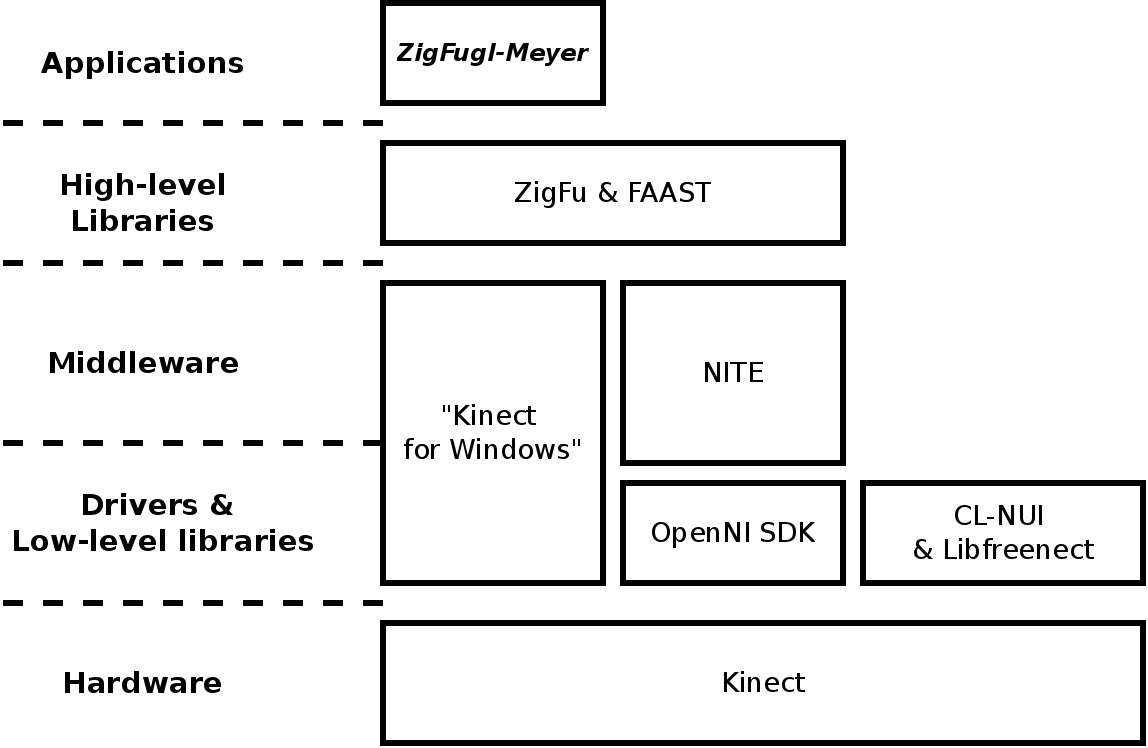 Applications
ZigFugl-Meyer
High-level
Libraries
ZigFu & FAAST
Middleware
"Kinect
for Windows"
NITE
Drivers &
Low-level libraries
OpenNI SDK
CL-NUI
& Libfreenect
Hardware
Kinect